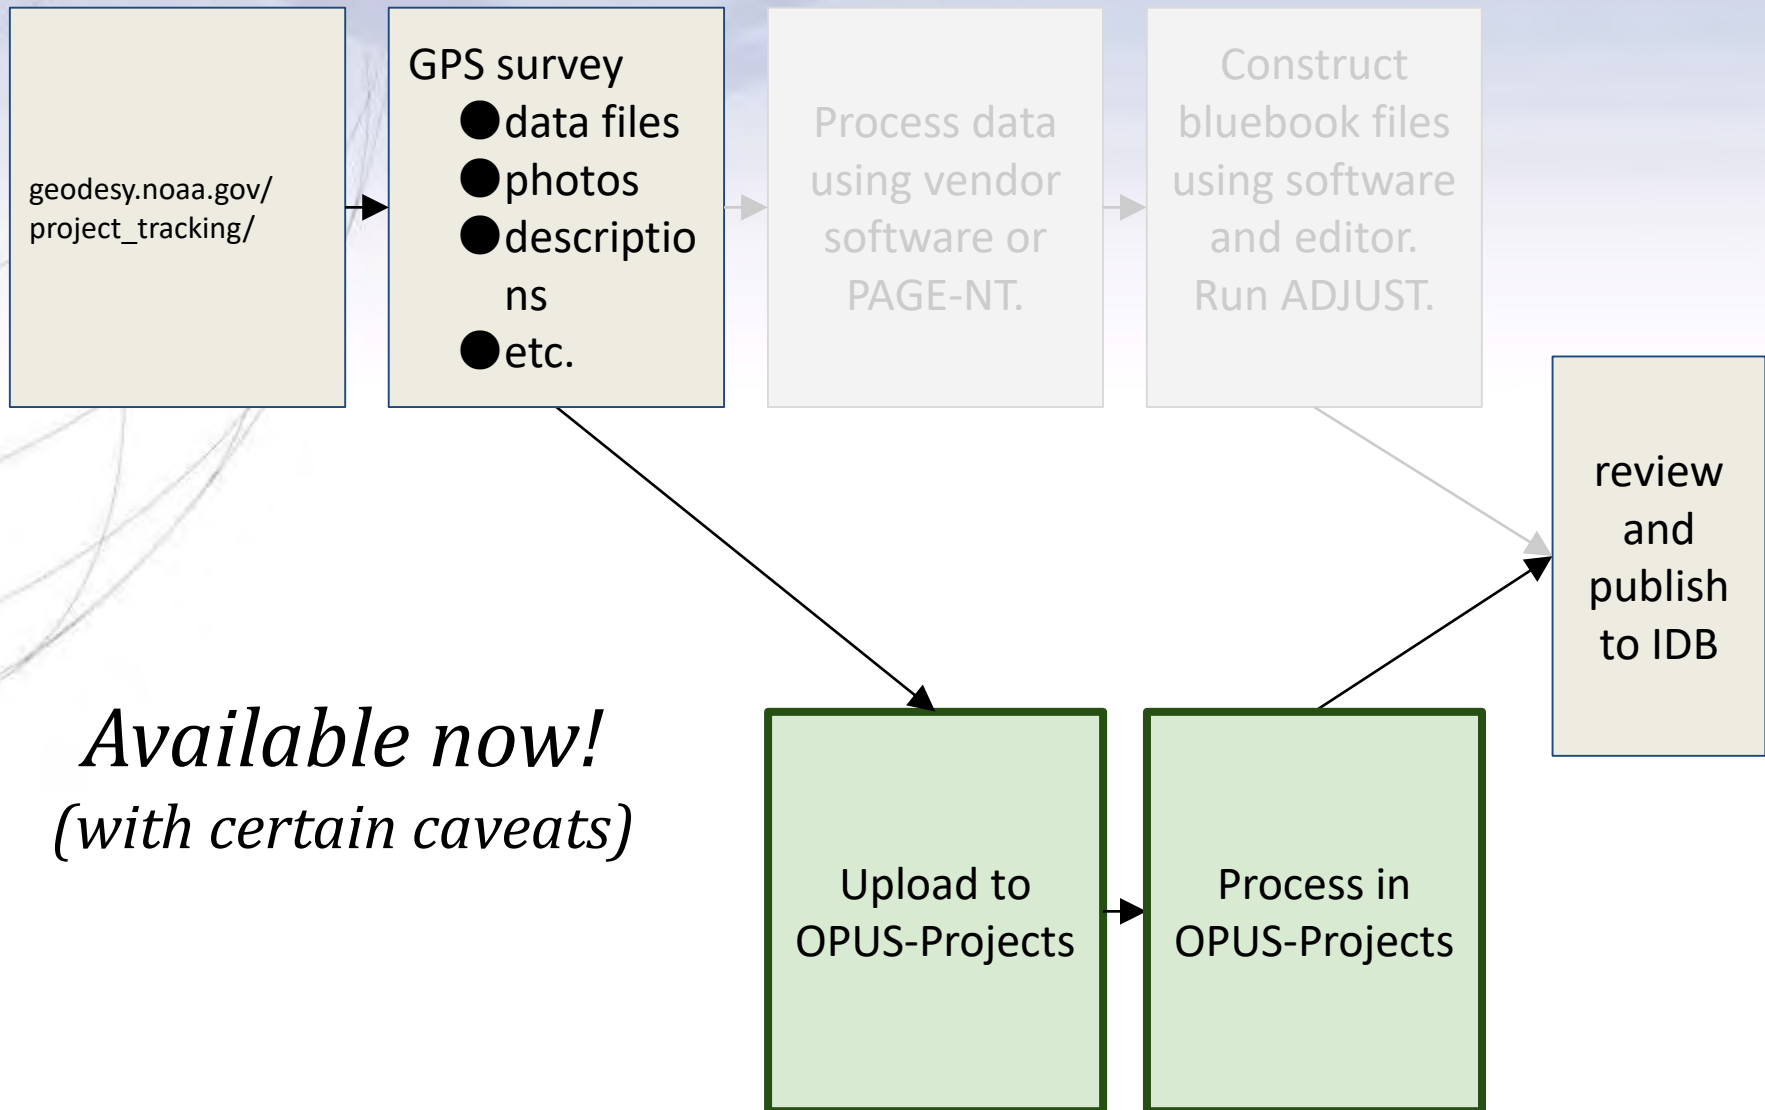 geodesy.noaa.gov/
project_tracking/
GPS survey
●data files
●photos
●descriptio
ns
●etc.
Process data
using vendor
software or
PAGE-NT.
Construct
bluebook files
using software
and editor.
Run ADJUST.
review
and
publish
to IDB
Available now!
(with certain caveats)
Upload to
OPUS-Projects
Process in
OPUS-Projects